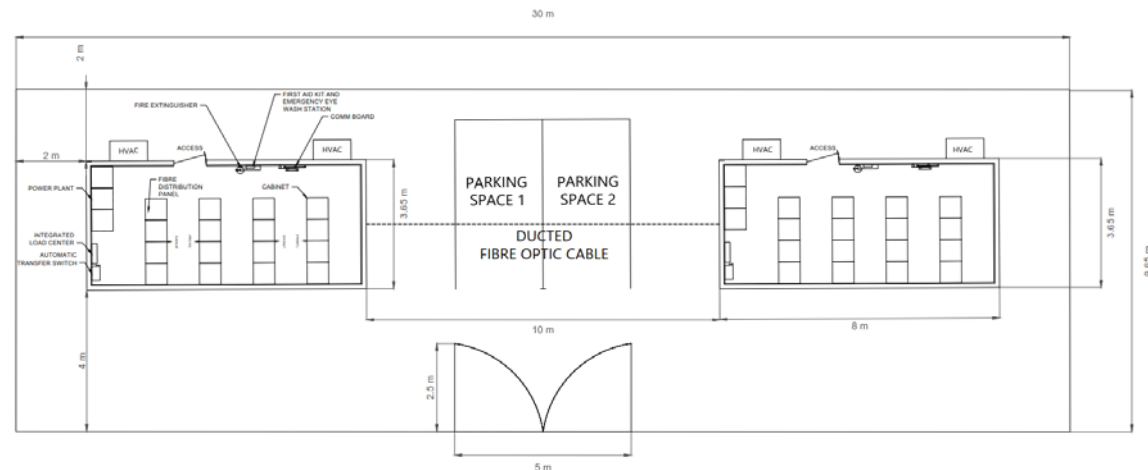 30 m
2 m
FIRST AID KIT AND
EMERGENCY EYE
WASH STATION
FIRE EXTINGUISHER
COMM BOARD
HVAC
ACCESS
HVAC
HVAC
ACCESS
HVAC
2 m
POWER PLANT
FIBRE
DISTRIBUTION
PANEL
CABINET
3.65 m
PARKING
SPACE 1
PARKING
SPACE 2
3.65 m
DUCTED
FIBRE OPTIC CABLE
INTEGRATED
LOAD CENTER
AUTOMATIC
TRANSFER SWITCH
9.65 m
10 m
8 m
4 m
2.5 m
5 m